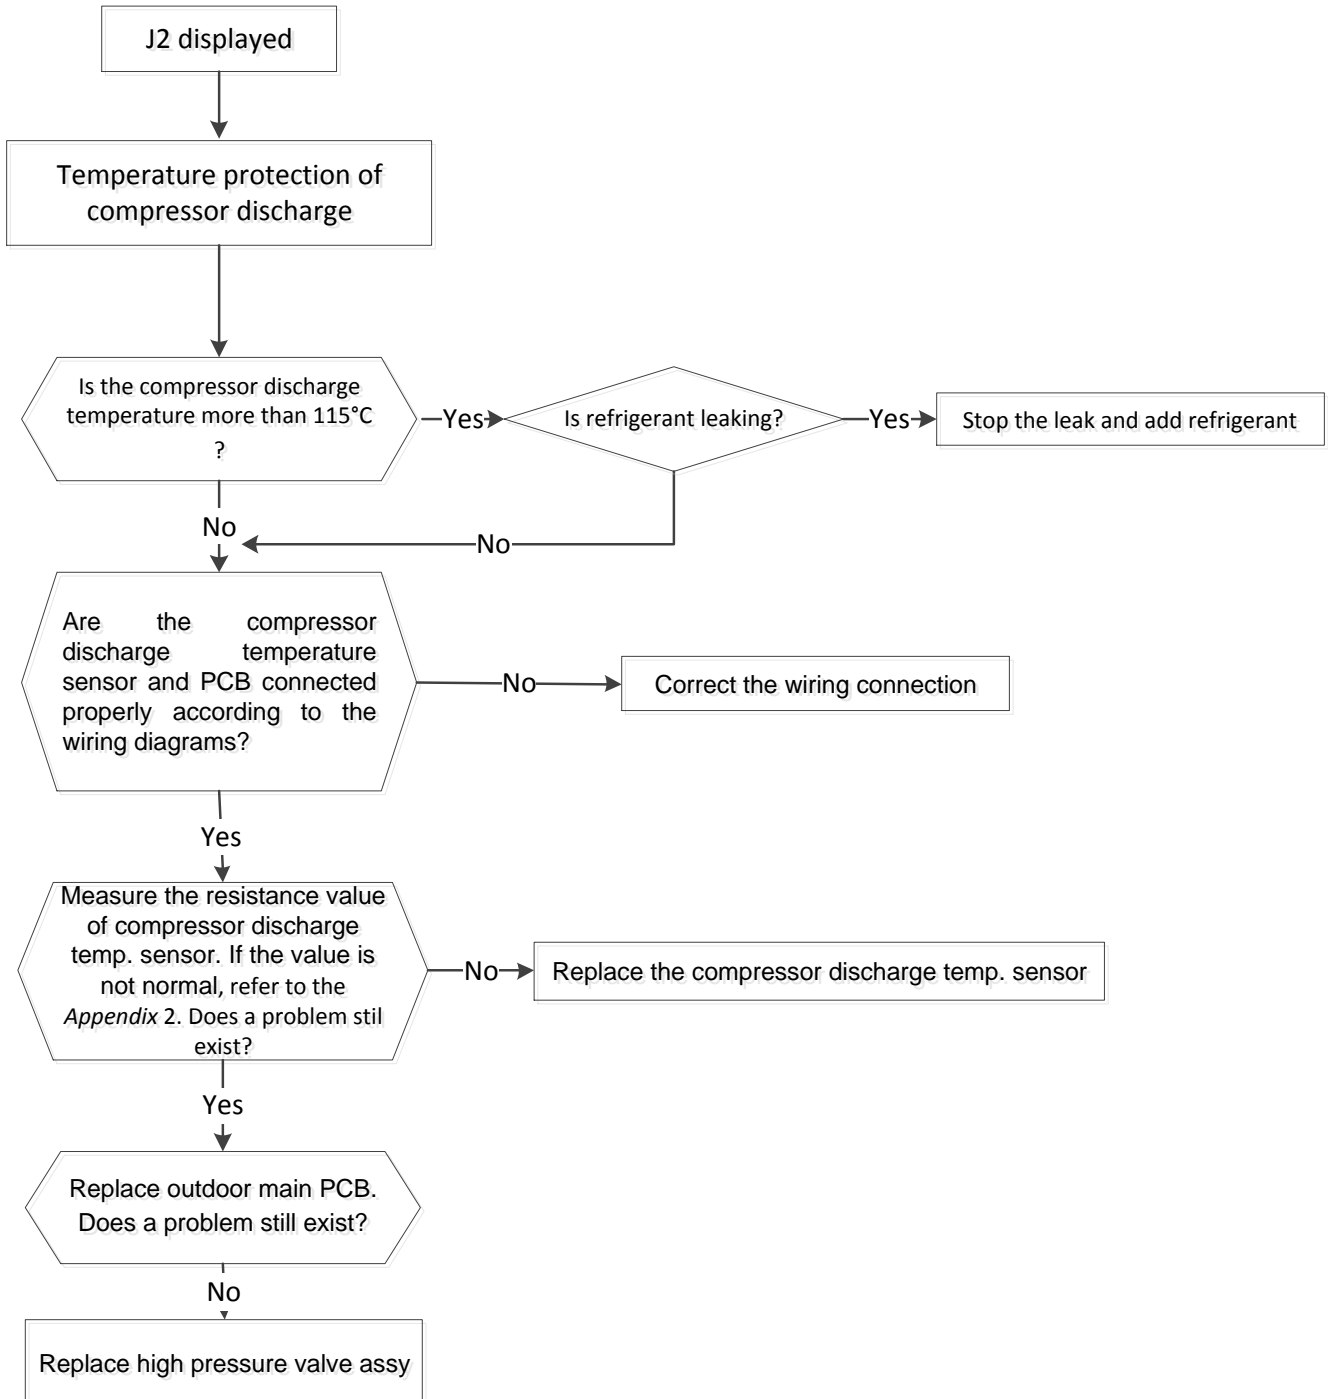 J2 displayed
Temperature protection of
compressor discharge
Is the compressor discharge
temperature more than 115°C
?
Yes
Is refrigerant leaking?
Yes
Stop the leak and add refrigerant
No
No
Are the compressor
discharge temperature
sensor and PCB connected
properly according to the
wiring diagrams?
No
Correct the wiring connection
Yes
Measure the resistance value
of compressor discharge
temp. sensor. If the value is
not normal, refer to the
Appendix 2. Does a problem stil
exist?
No
Replace the compressor discharge temp. sensor
Yes
Replace outdoor main PCB.
Does a problem still exist?
No
Replace high pressure valve assy